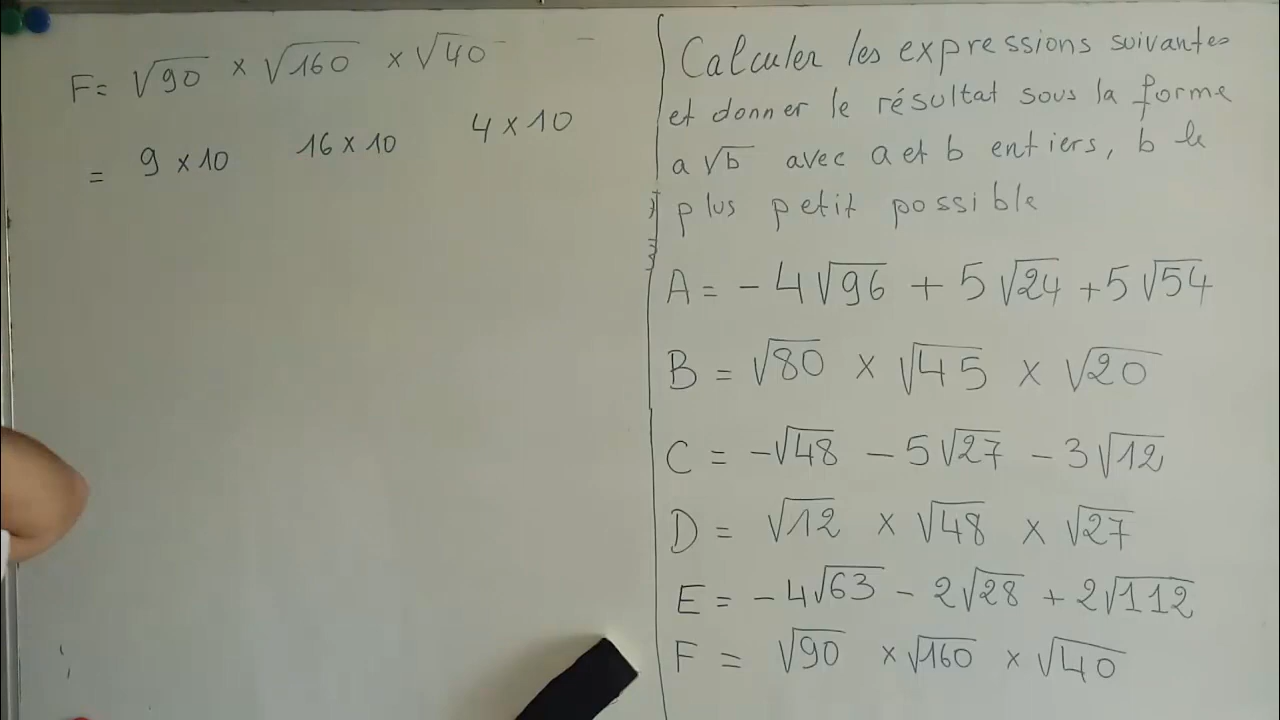 F= √90 × √160 × √40
= 9 × 10 16 × 10 4 × 10
Calculer les expressions suivantes
et donner le résultat sous la forme
a √b avec a et b entiers, b le
plus petit possible
A = - 4√96 + 5√24 + 5√54
B = √80 × √45 × √20
C = -√48 - 5√27 - 3√12
D = √12 × √48 × √27
E = - 4√63 - 2√28 + 2√112
F = √90 × √160 × √40